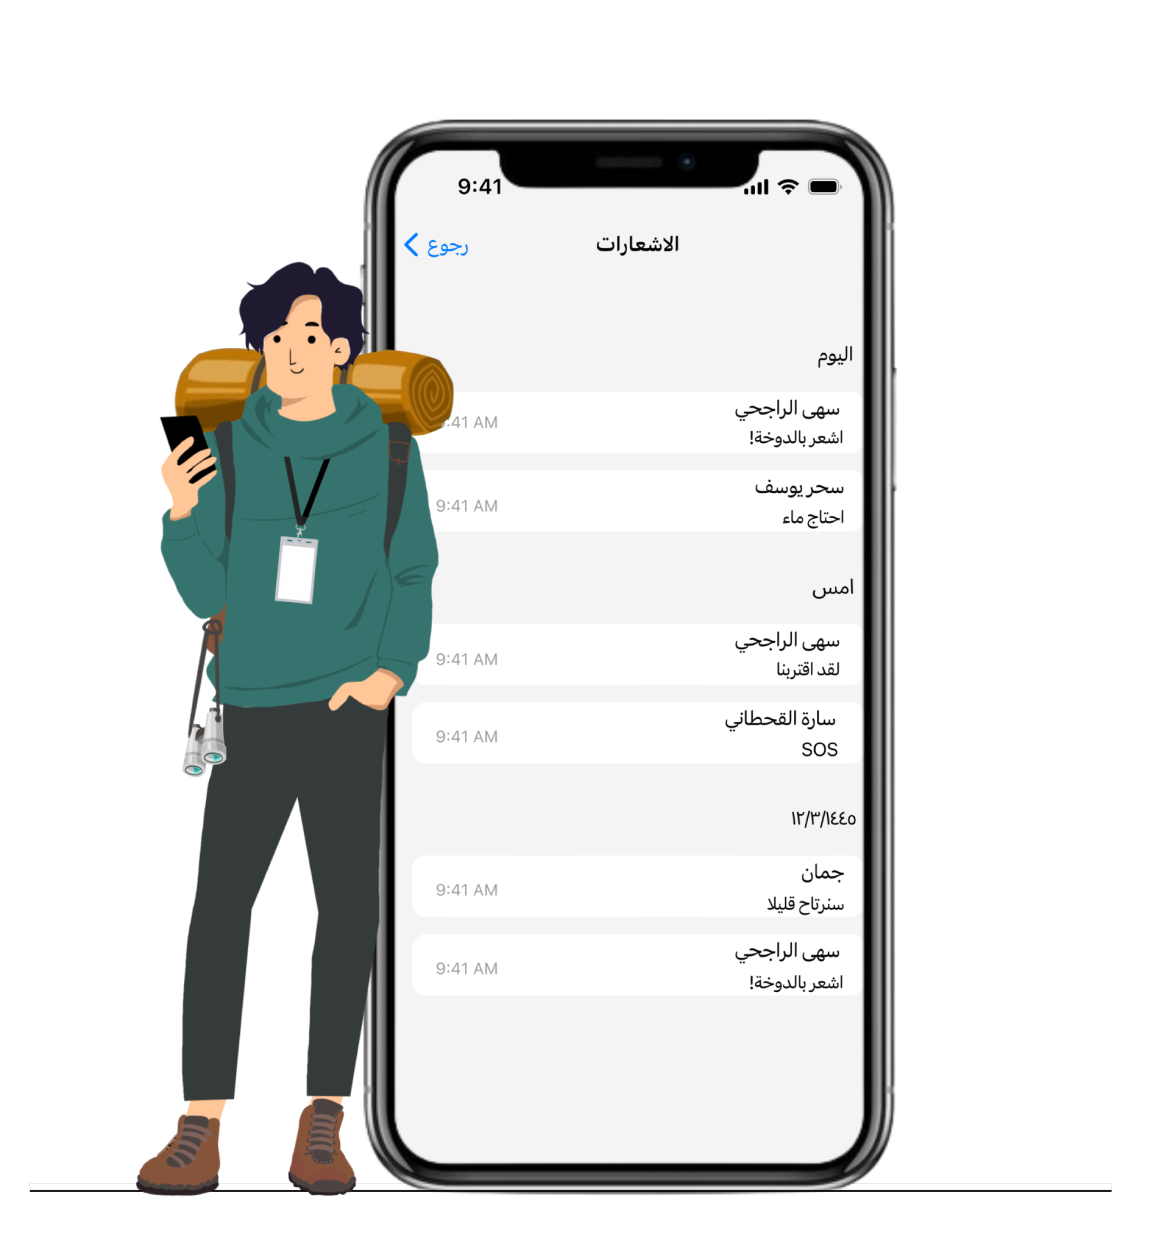 9:41
الاشعارات
رجوع
اليوم
سهى الراجحي
اشعر بالدوخة!
:41 AM
سحر يوسف
احتاج ماء
9:41 AM
امس
سهى الراجحي
لقد اقتربنا
9:41 AM
سارة القحطاني
SOS
9:41 AM
١٢/٣/١٤٤٥
جمان
سنرتاح قليلا
9:41 AM
سهى الراجحي
اشعر بالدوخة!
9:41 AM